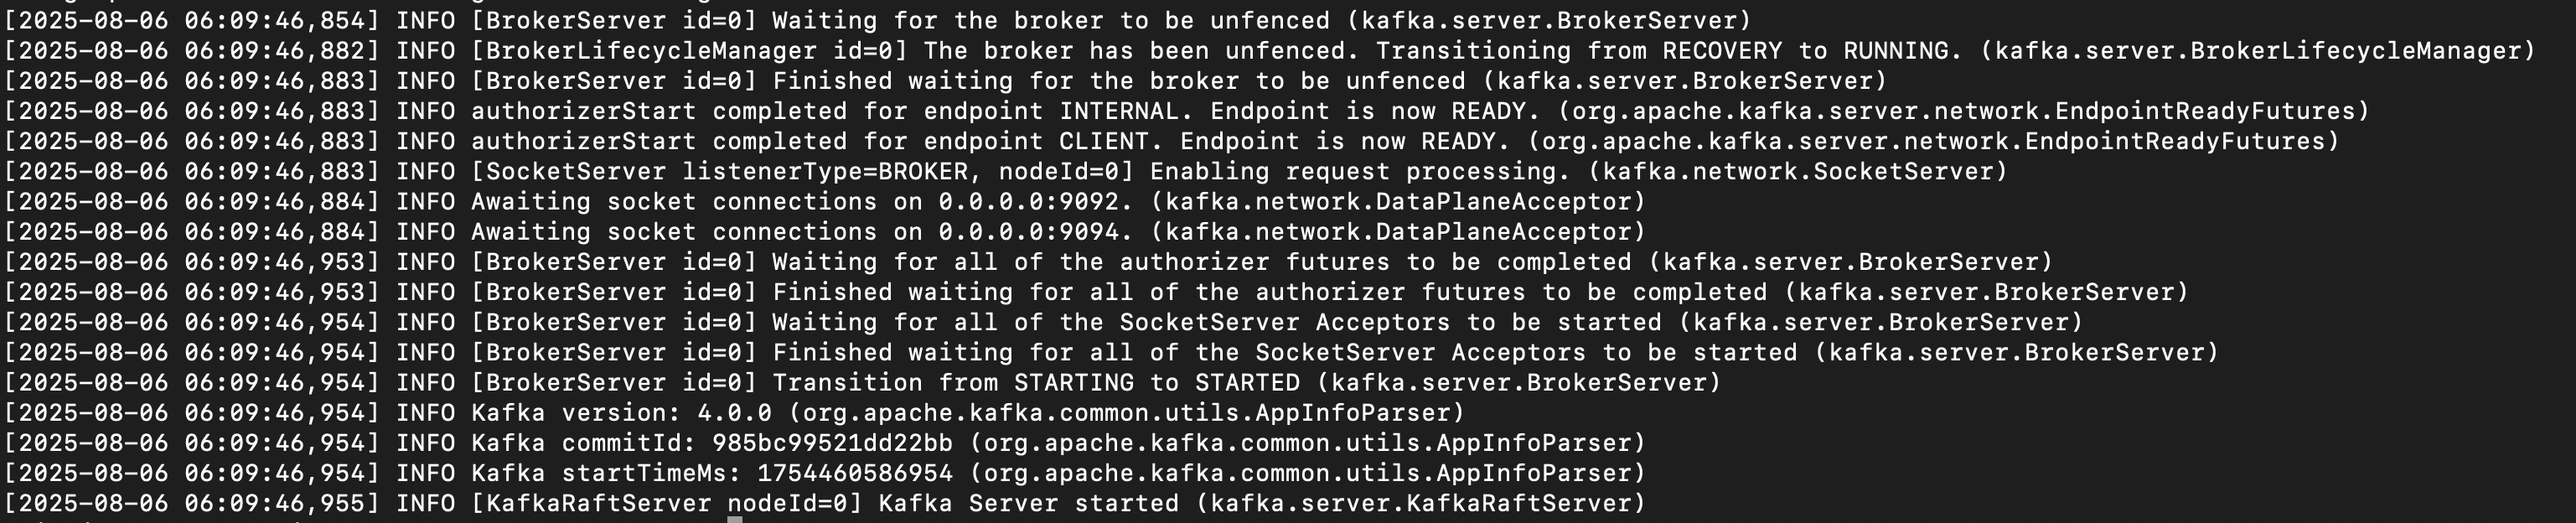 [2025-08-06 06:09:46,854] INFO [BrokerServer id=0] Waiting for the broker to be unfenced (kafka.server.BrokerServer)
[2025-08-06 06:09:46,882] INFO [BrokerLifecycleManager id=0] The broker has been unfenced. Transitioning from RECOVERY to RUNNING. (kafka.server.BrokerLifecycleManager)
[2025-08-06 06:09:46,883] INFO [BrokerServer id=0] Finished waiting for the broker to be unfenced (kafka.server.BrokerServer)
[2025-08-06 06:09:46,883] INFO authorizerStart completed for endpoint INTERNAL. Endpoint is now READY. (org.apache.kafka.server.network.EndpointReadyFutures)
[2025-08-06 06:09:46,883] INFO authorizerStart completed for endpoint CLIENT. Endpoint is now READY. (org.apache.kafka.server.network.EndpointReadyFutures)
[2025-08-06 06:09:46,883] INFO [SocketServer listenerType=BROKER, nodeId=0] Enabling request processing. (kafka.network.SocketServer)
[2025-08-06 06:09:46,884] INFO Awaiting socket connections on 0.0.0.0:9092. (kafka.network.DataPlaneAcceptor)
[2025-08-06 06:09:46,884] INFO Awaiting socket connections on 0.0.0.0:9094. (kafka.network.DataPlaneAcceptor)
[2025-08-06 06:09:46,953] INFO [BrokerServer id=0] Waiting for all of the authorizer futures to be completed (kafka.server.BrokerServer)
[2025-08-06 06:09:46,953] INFO [BrokerServer id=0] Finished waiting for all of the authorizer futures to be completed (kafka.server.BrokerServer)
[2025-08-06 06:09:46,954] INFO [BrokerServer id=0] Waiting for all of the SocketServer Acceptors to be started (kafka.server.BrokerServer)
[2025-08-06 06:09:46,954] INFO [BrokerServer id=0] Finished waiting for all of the SocketServer Acceptors to be started (kafka.server.BrokerServer)
[2025-08-06 06:09:46,954] INFO [BrokerServer id=0] Transition from STARTING to STARTED (kafka.server.BrokerServer)
[2025-08-06 06:09:46,954] INFO Kafka version: 4.0.0 (org.apache.kafka.common.utils.AppInfoParser)
[2025-08-06 06:09:46,954] INFO Kafka commitId: 985bc99521dd22bb (org.apache.kafka.common.utils.AppInfoParser)
[2025-08-06 06:09:46,954] INFO Kafka startTimeMs: 1754460586954 (org.apache.kafka.common.utils.AppInfoParser)
[2025-08-06 06:09:46,955] INFO [KafkaRaftServer nodeId=0] Kafka Server started (kafka.server.KafkaRaftServer)